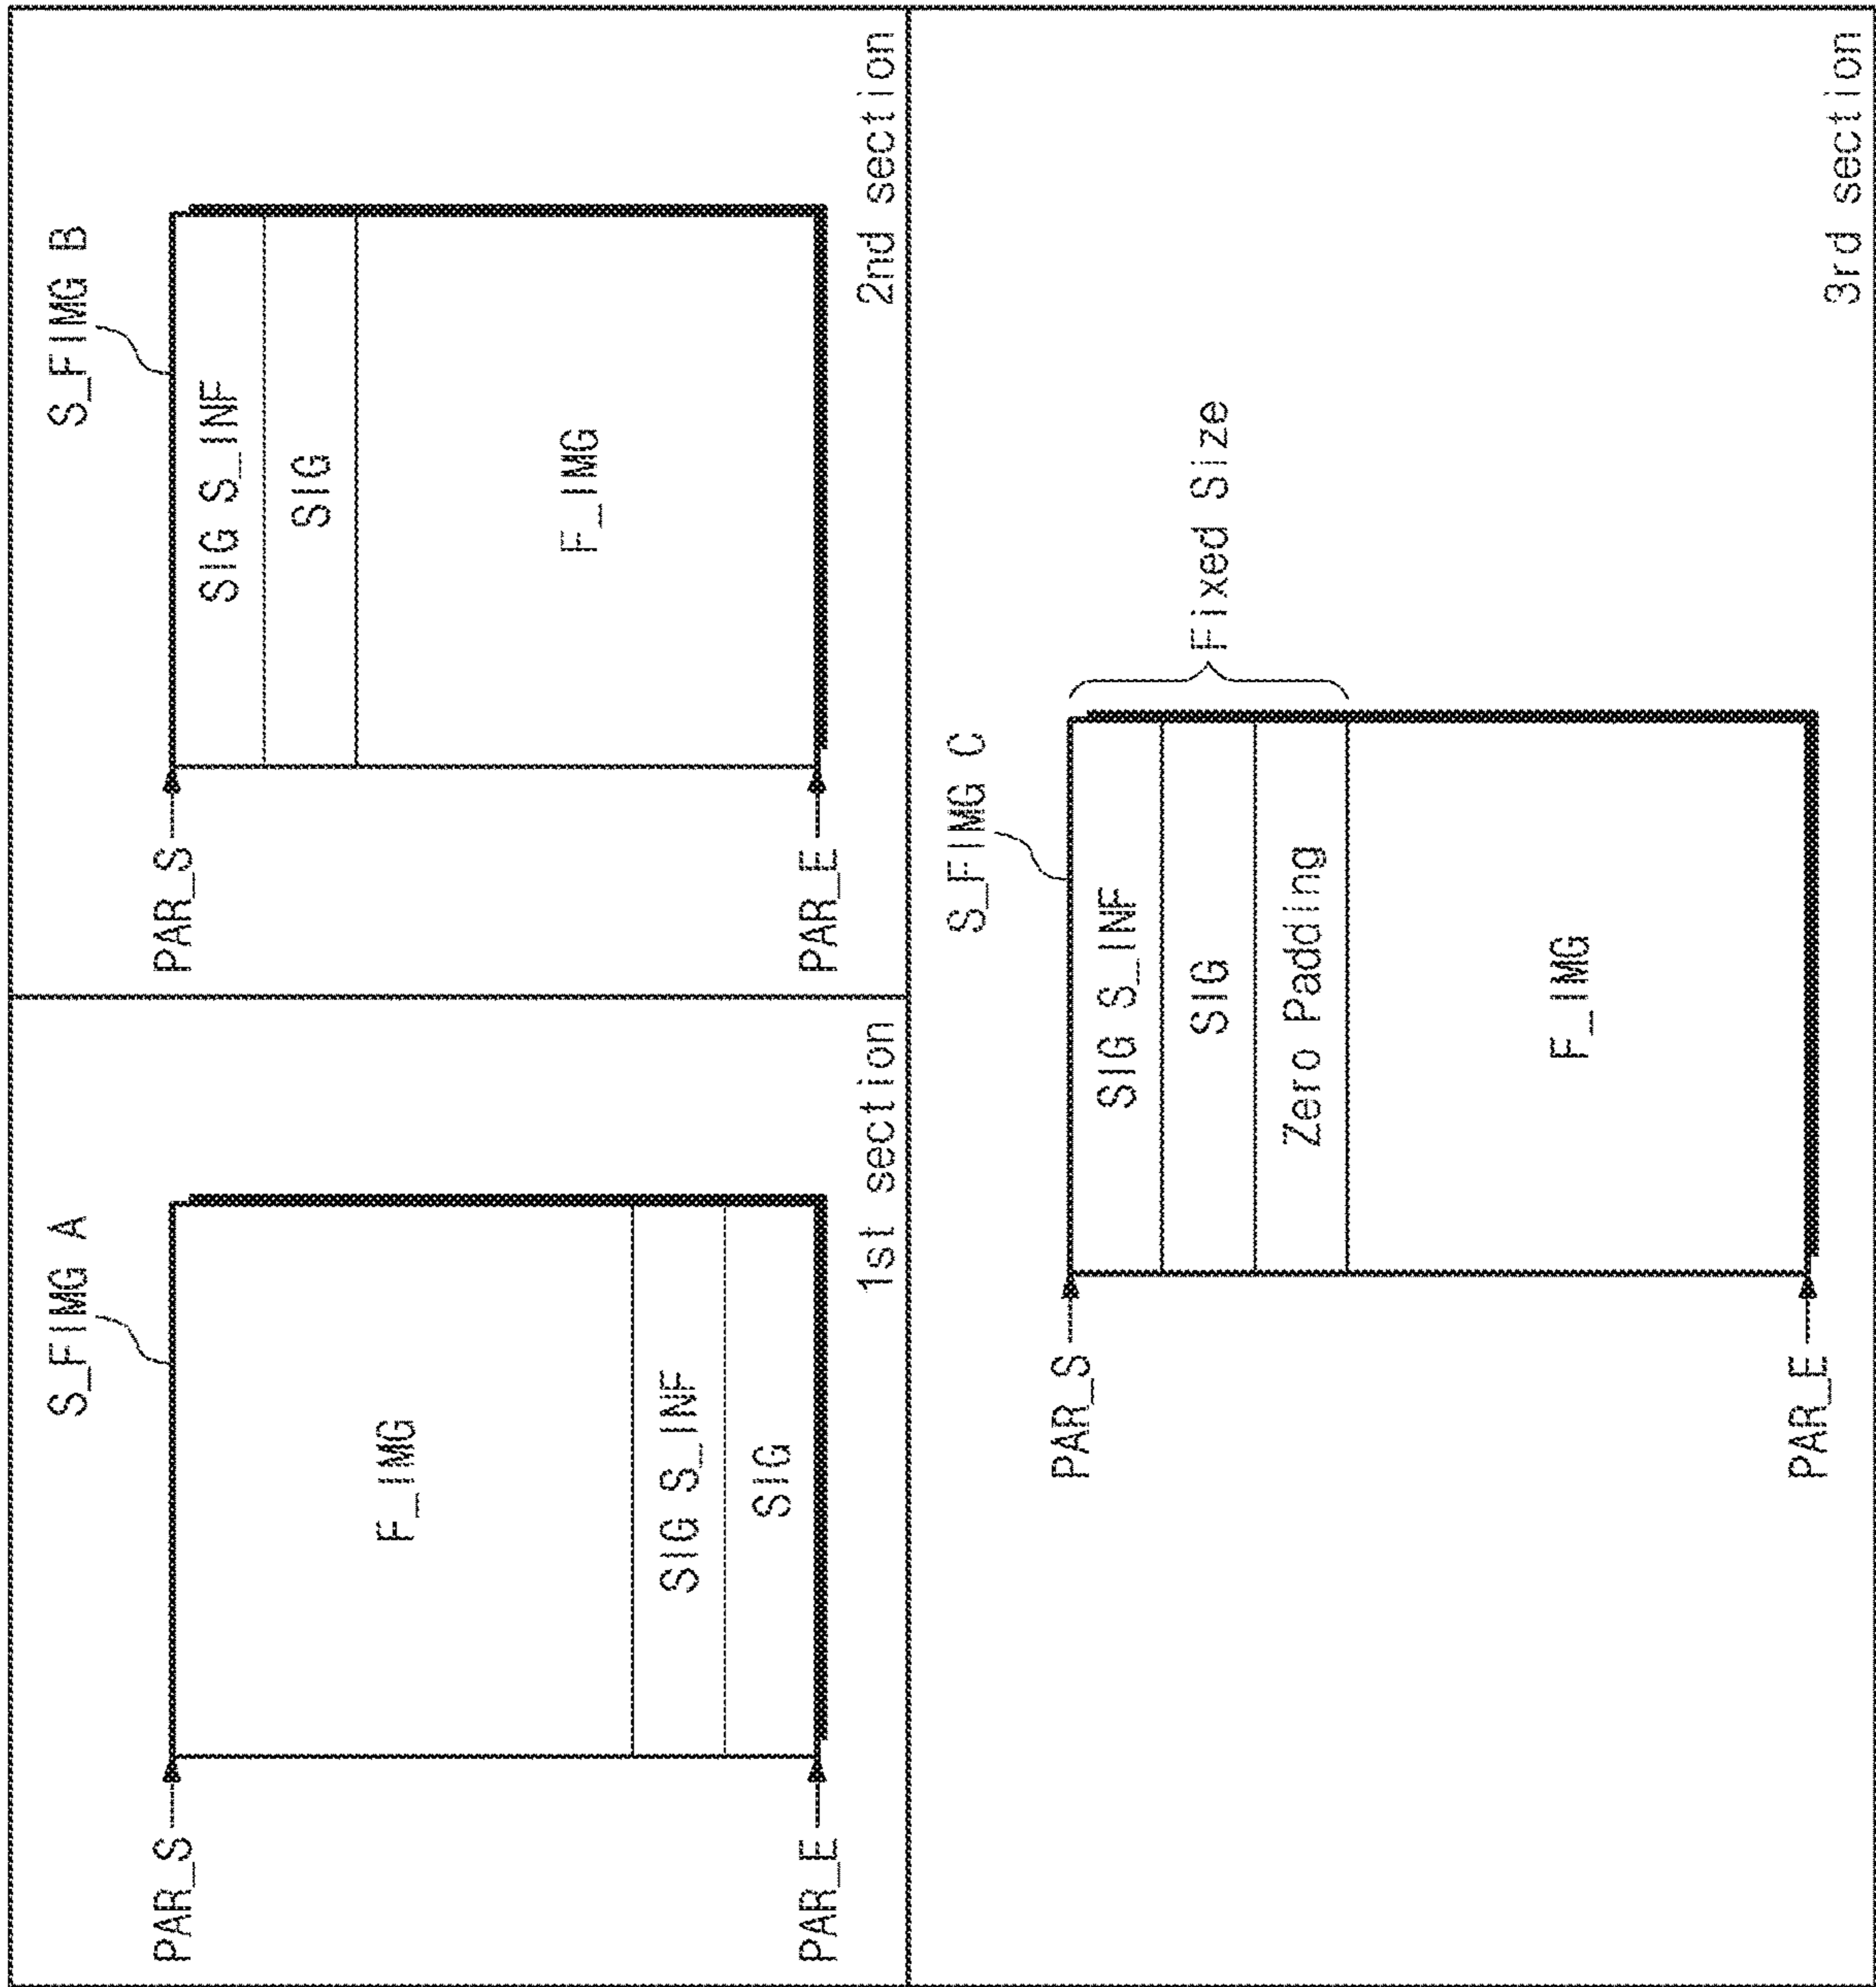 S_FIMG A
PAR_S
F_IMG
SIG S_INF
SIG
PAR_E
1st section
S_FIMG B
PAR_S
SIG S_INF
SIG
F_IMG
PAR_E
2nd section
S_FIMG C
PAR_S
SIG S_INF
SIG
Zero Padding
Fixed Size
F_IMG
PAR_E
3rd section